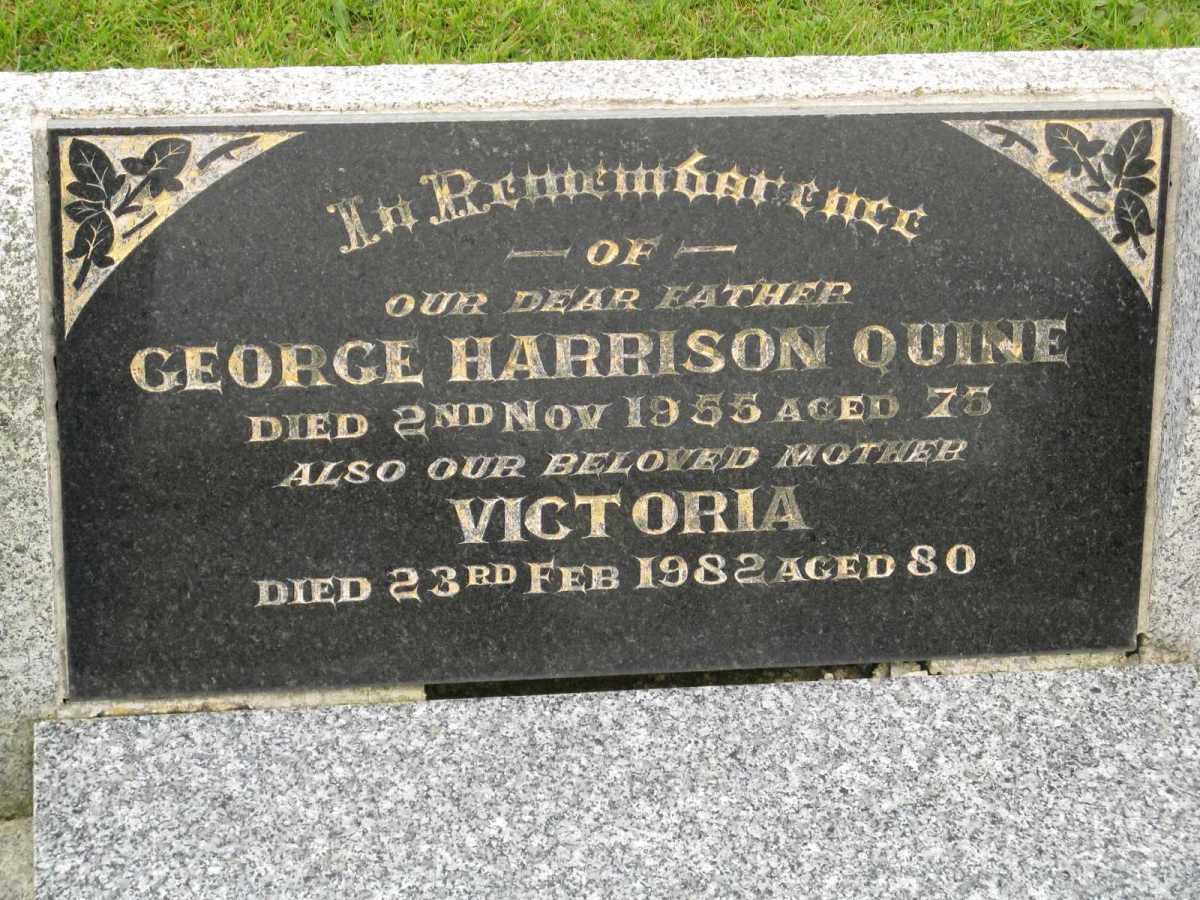 In Remembrance
— OF —
OUR DEAR FATHER
GEORGE HARRISON QUINE
DIED 2ND NOV 1955 AGED 75
ALSO OUR BELOVED MOTHER
VICTORIA
DIED 23RD FEB 1982 AGED 80